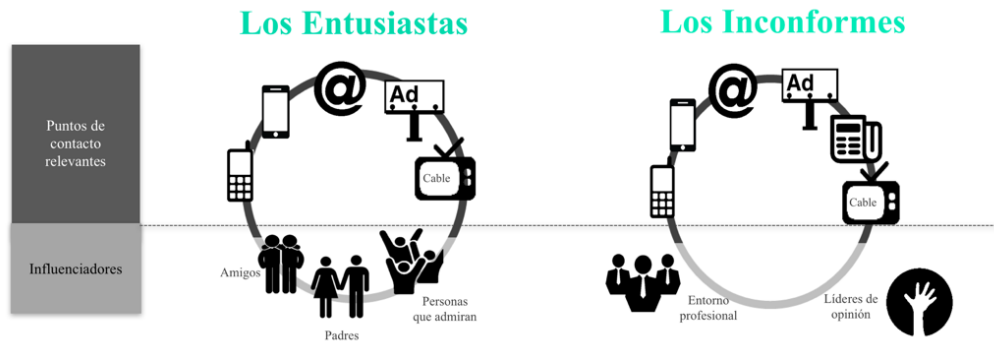 Los Entusiastas
Los Inconformes
Puntos de
contacto
relevantes
@
Ad
Cable
@
Ad
Cable
Influenciadores
Amigos
Padres
Personas
que admiran
Entorno
profesional
Líderes de
opinión